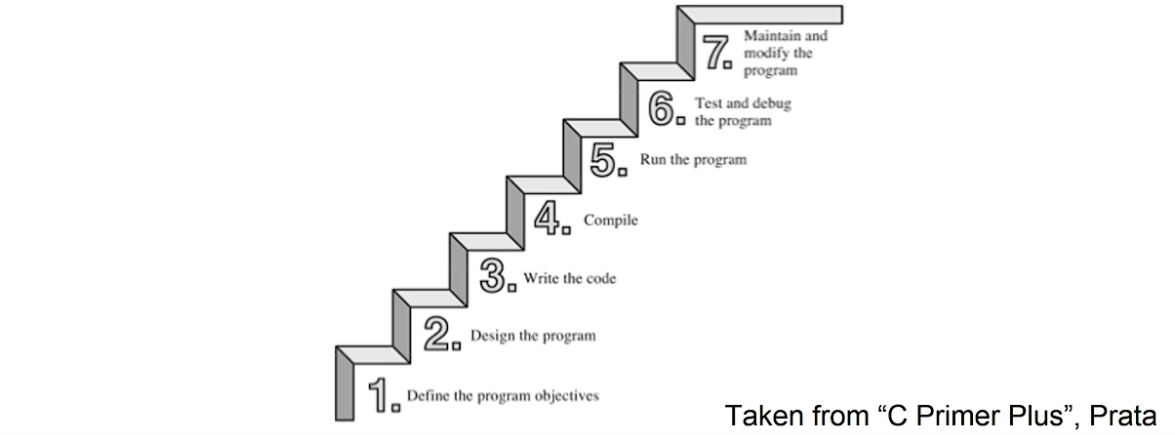 7. Maintain and
modify the
program
6. Test and debug
the program
5. Run the program
4. Compile
3. Write the code
2. Design the program
1. Define the program objectives
Taken from “C Primer Plus”, Prata